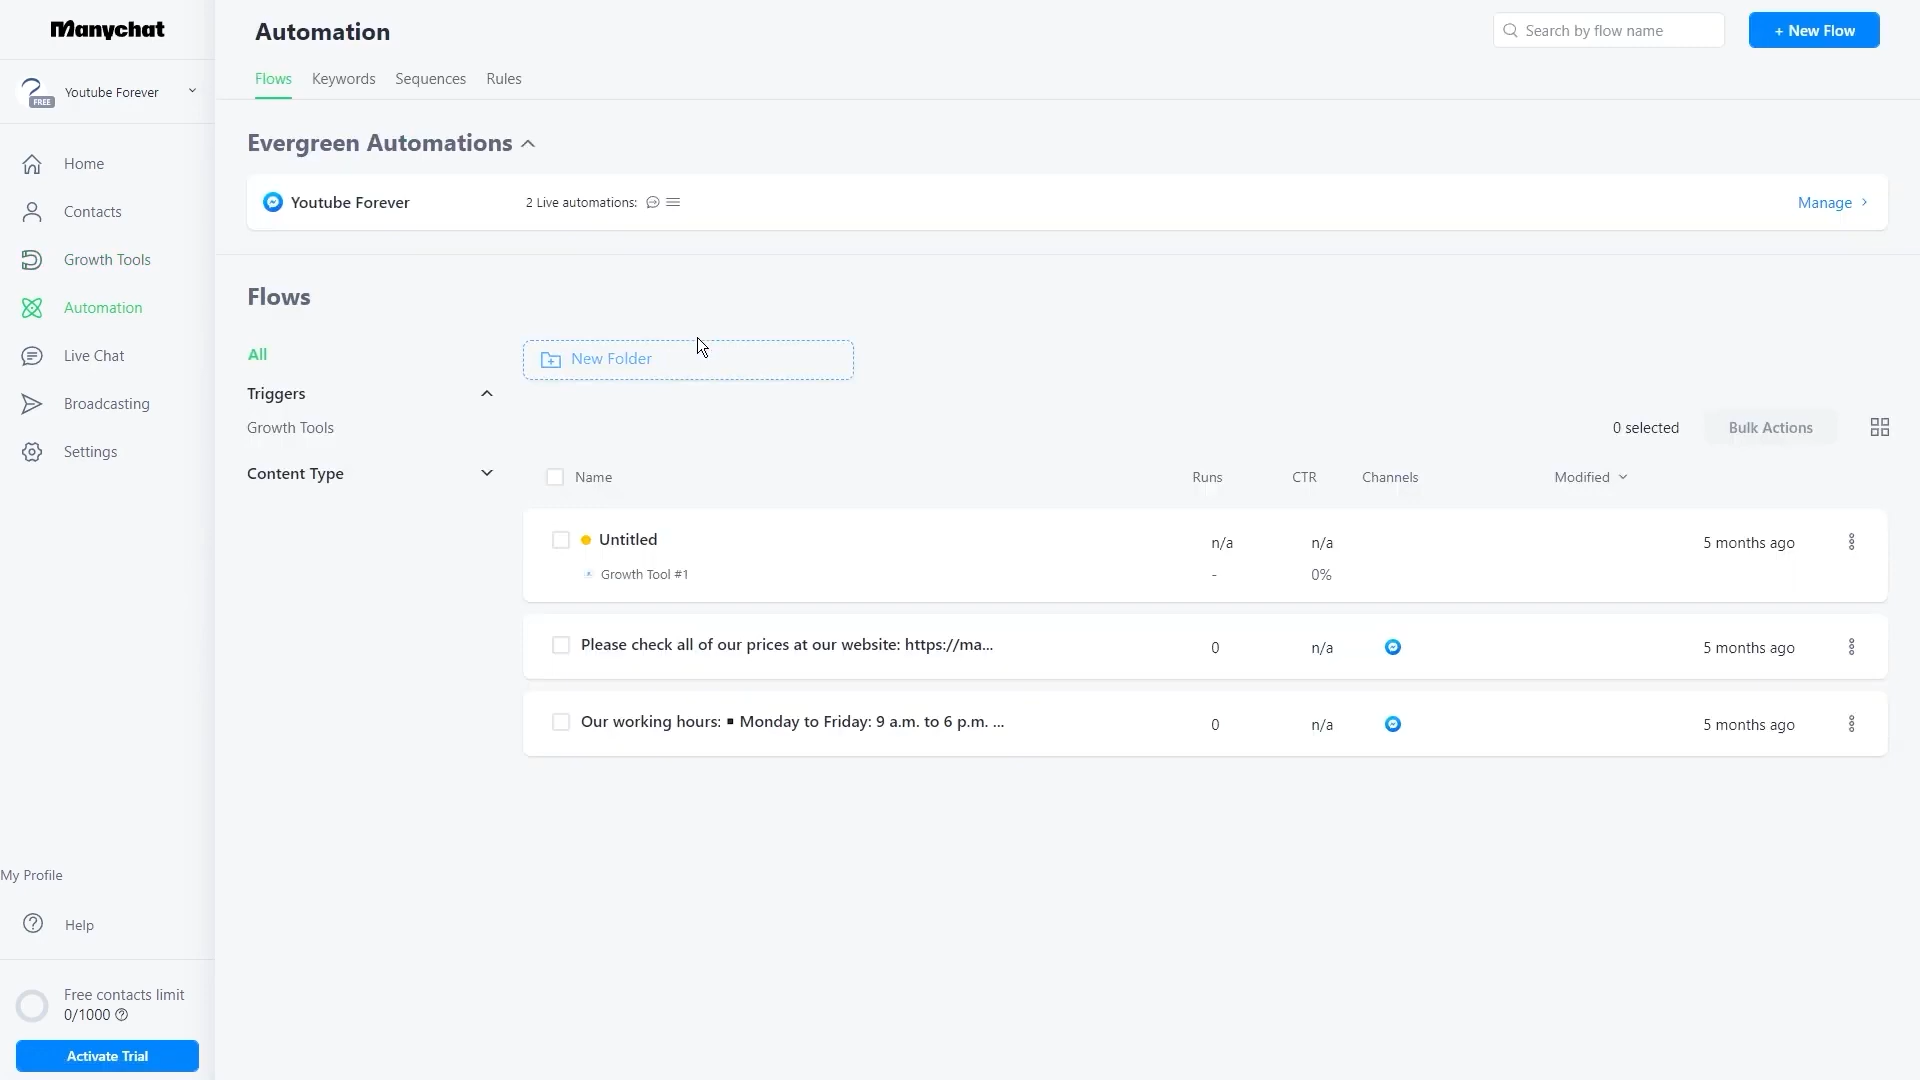 Manychat
FREE
Youtube Forever
Home
Contacts
Growth Tools
Automation
Live Chat
Broadcasting
Settings
My Profile
Help
Free contacts limit
0/1000
Activate Trial
Automation
Search by flow name
+ New Flow
Flows Keywords Sequences Rules
Evergreen Automations
Youtube Forever 2 Live automations: Manage
Flows
All
Triggers
Growth Tools
Content Type
New Folder
0 selected Bulk Actions
Name Runs CTR Channels Modified
Untitled n/a n/a 5 months ago
Growth Tool #1 - 0%
Please check all of our prices at our website: https://ma... 0 n/a 5 months ago
Our working hours: ▪ Monday to Friday: 9 a.m. to 6 p.m. ... 0 n/a 5 months ago